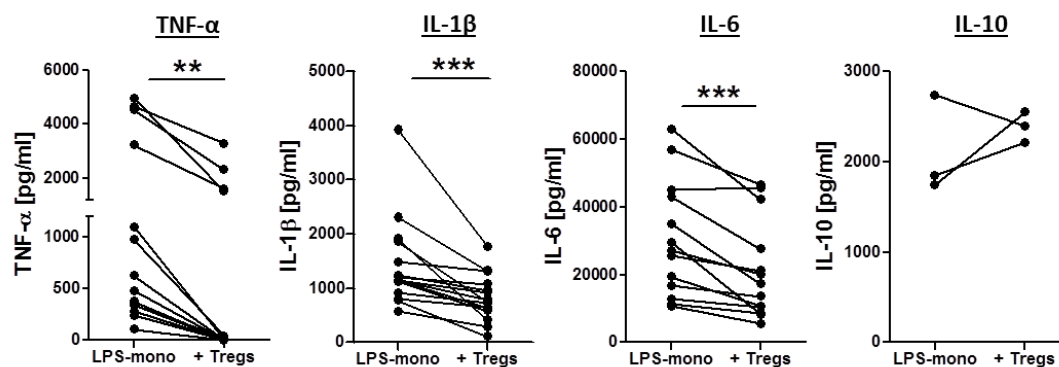 TNF-α
IL-1β
IL-6
IL-10
**
***
***
TNF-α [pg/ml]
6000
4000
2000
1000
500
0
LPS-mono + Tregs
IL-1β [pg/ml]
5000
4000
3000
2000
1000
0
LPS-mono + Tregs
IL-6 [pg/ml]
80000
60000
40000
20000
0
LPS-mono + Tregs
IL-10 [pg/ml]
3000
2000
1000
0
LPS-mono + Tregs